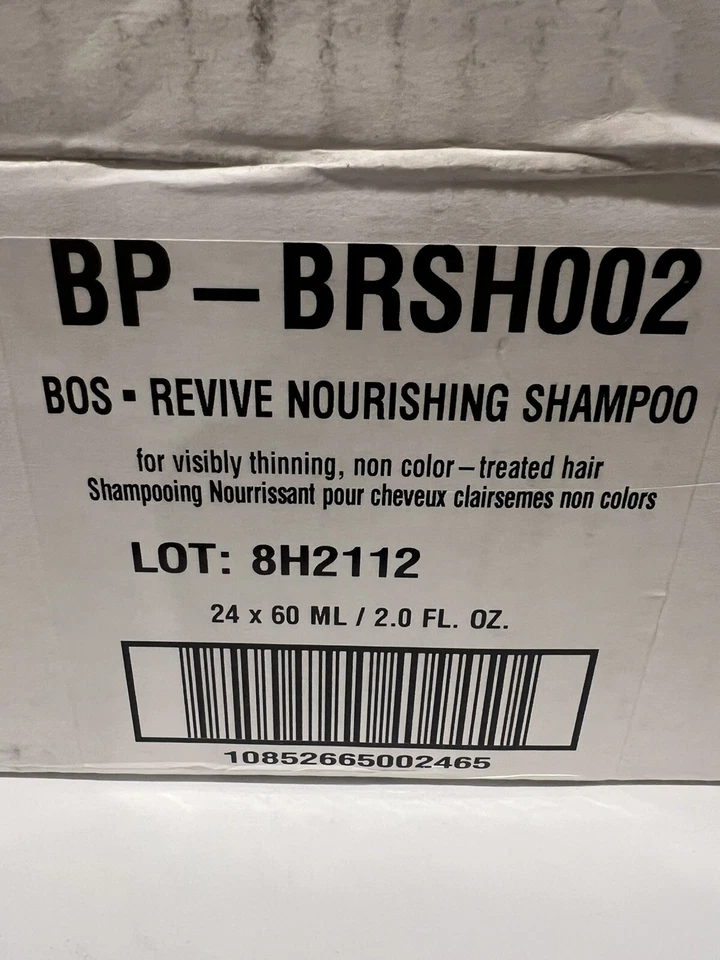 BP - BRSH002
BOS ▪ REVIVE NOURISHING SHAMPOO
for visibly thinning, non color-treated hair
Shampooing Nourrissant pour cheveux clairsemes non colors
LOT: 8H2112
24 x 60 ML / 2.0 FL. OZ.
10852665002465